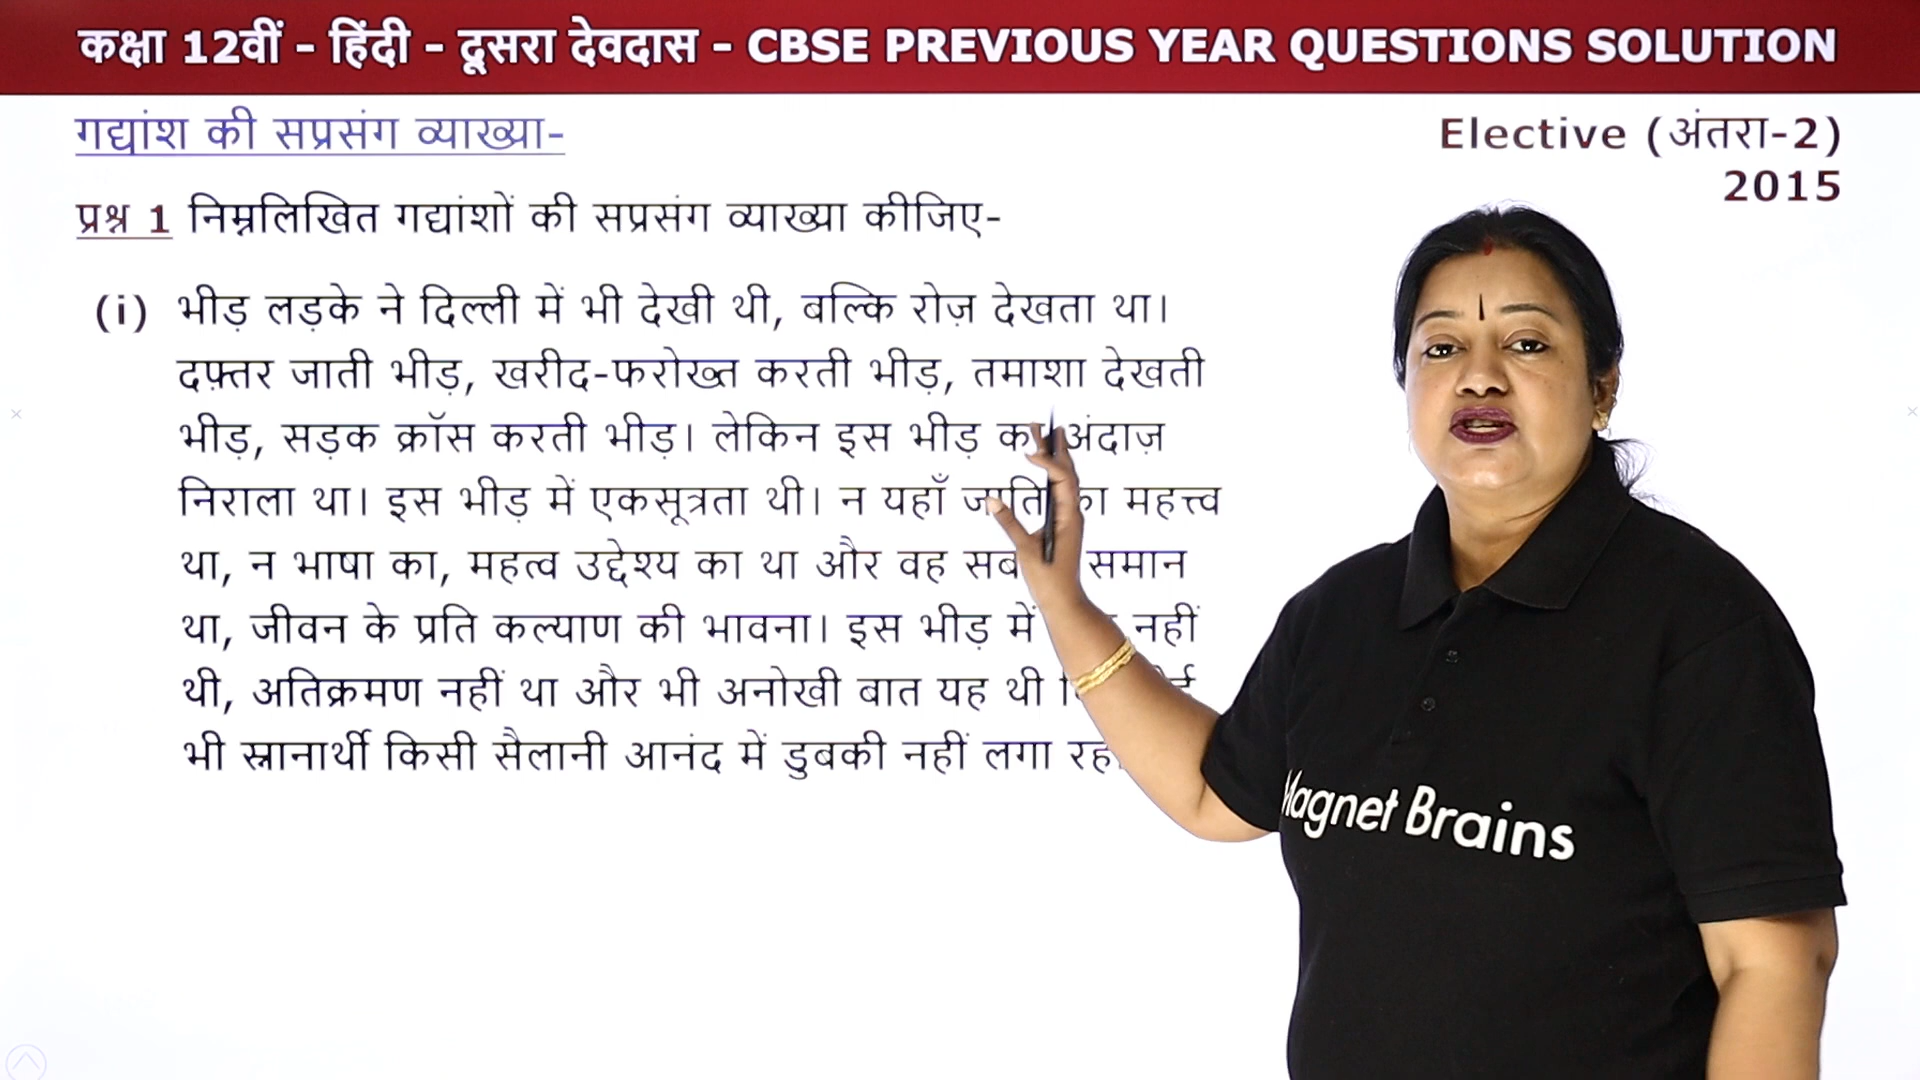 कक्षा 12वीं - हिंदी - दूसरा देवदास - CBSE PREVIOUS YEAR QUESTIONS SOLUTION
गद्यांश की सप्रसंग व्याख्या-
Elective (अंतरा-2)
2015
प्रश्न 1 निम्नलिखित गद्यांशों की सप्रसंग व्याख्या कीजिए-
(i) भीड़ लड़के ने दिल्ली में भी देखी थी, बल्कि रोज़ देखता था।
दफ़्तर जाती भीड़, खरीद-फरोख्त करती भीड़, तमाशा देखती
भीड़, सड़क क्रॉस करती भीड़। लेकिन इस भीड़ का अंदाज़
निराला था। इस भीड़ में एकसूत्रता थी। न यहाँ जाति का महत्त्व
था, न भाषा का, महत्व उद्देश्य का था और वह सब समान
था, जीवन के प्रति कल्याण की भावना। इस भीड़ में नहीं
थी, अतिक्रमण नहीं था और भी अनोखी बात यह थी
भी स्नानार्थी किसी सैलानी आनंद में डुबकी नहीं लगा
Magnet Brains